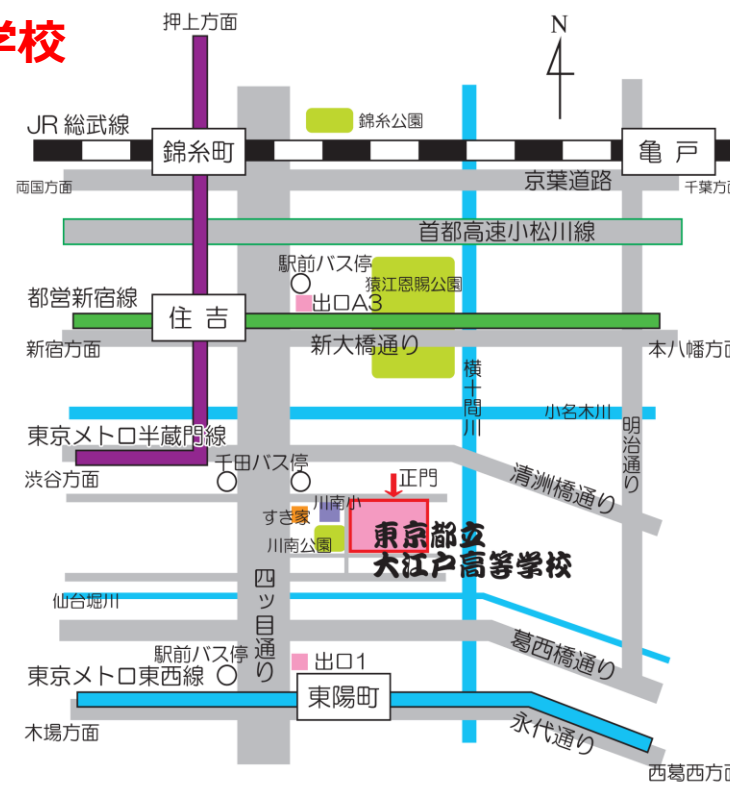 押上方面
学校
N
JR 総武線
錦糸公園
錦糸町
亀戸
両国方面
京葉道路
千葉方面
首都高速小松川線
駅前バス停
猿江恩賜公園
出口A3
都営新宿線
住吉
新宿方面
新大橋通り
本八幡方面
横十間川
小名木川
明治通り
東京メトロ半蔵門線
渋谷方面
千田バス停
正門
清洲橋通り
川南小
すき家
川南公園
東京都立
大江戸高等学校
四ッ目通り
仙台堀川
葛西橋通り
駅前バス停
出口1
東京メトロ東西線
東陽町
木場方面
永代通り
西葛西方面